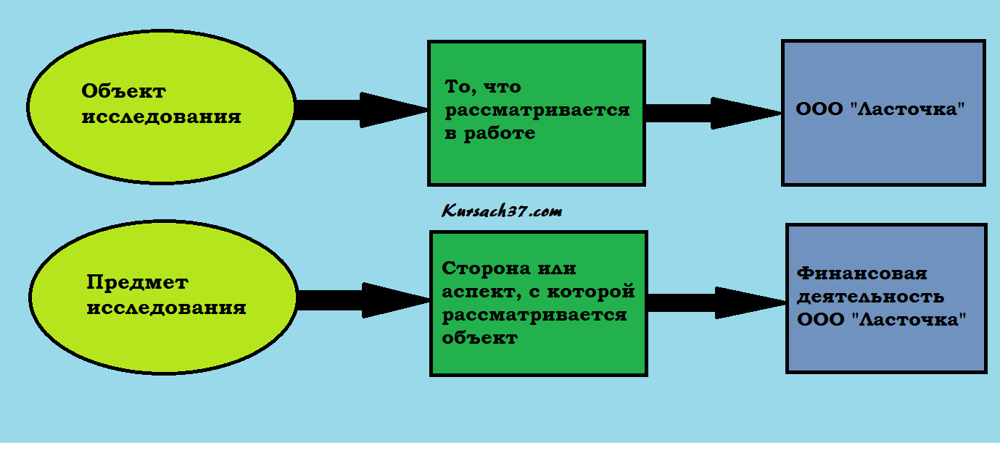 Объект
исследования
То, что
рассматривается
в работе
ООО "Ласточка"
Kursach37.com
Предмет
исследования
Сторона или
аспект, с которой
рассматривается
объект
Финансовая
деятельность
ООО "Ласточка"